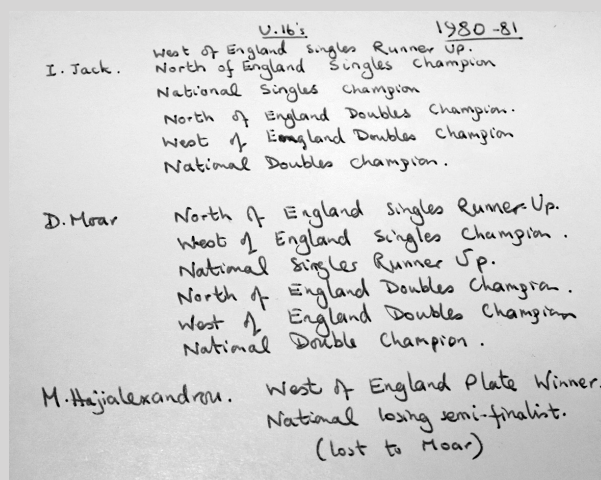 U.16's 1980-81
West of England Singles Runner Up.
I. Jack. North of England Singles Champion
National Singles Champion
North of England Doubles Champion.
West of England Doubles Champion
National Doubles Champion.
D. Moar North of England Singles Runner-Up.
West of England Singles Champion.
National Singles Runner Up.
North of England Doubles Champion.
West of England Doubles Champion
National Double Champion.
M. Hajialexandrou. West of England Plate Winner.
National losing semi-finalist.
(lost to Moar)